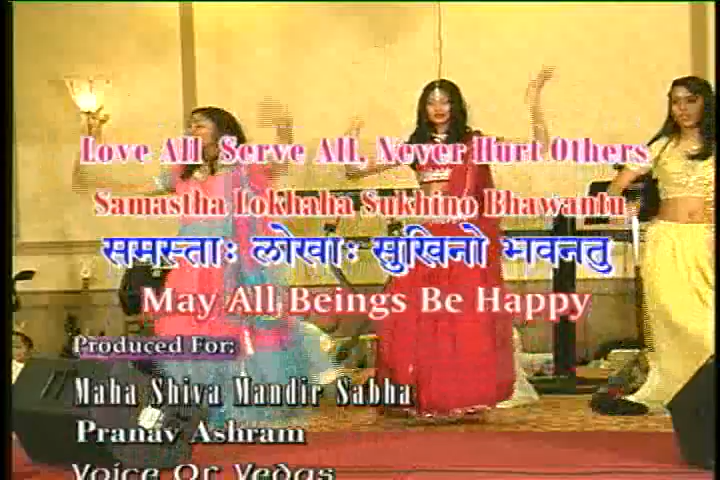 Love All Serve All, Never Hurt Others
Samastha Lokhaha Sukhino Bhawantu
समस्ताः लोखाः सुखिनो भवनतु
May All Beings Be Happy
Produced For:
Maha Shiva Mandir Sabha
Pranav Ashram
Voice Of Vedas